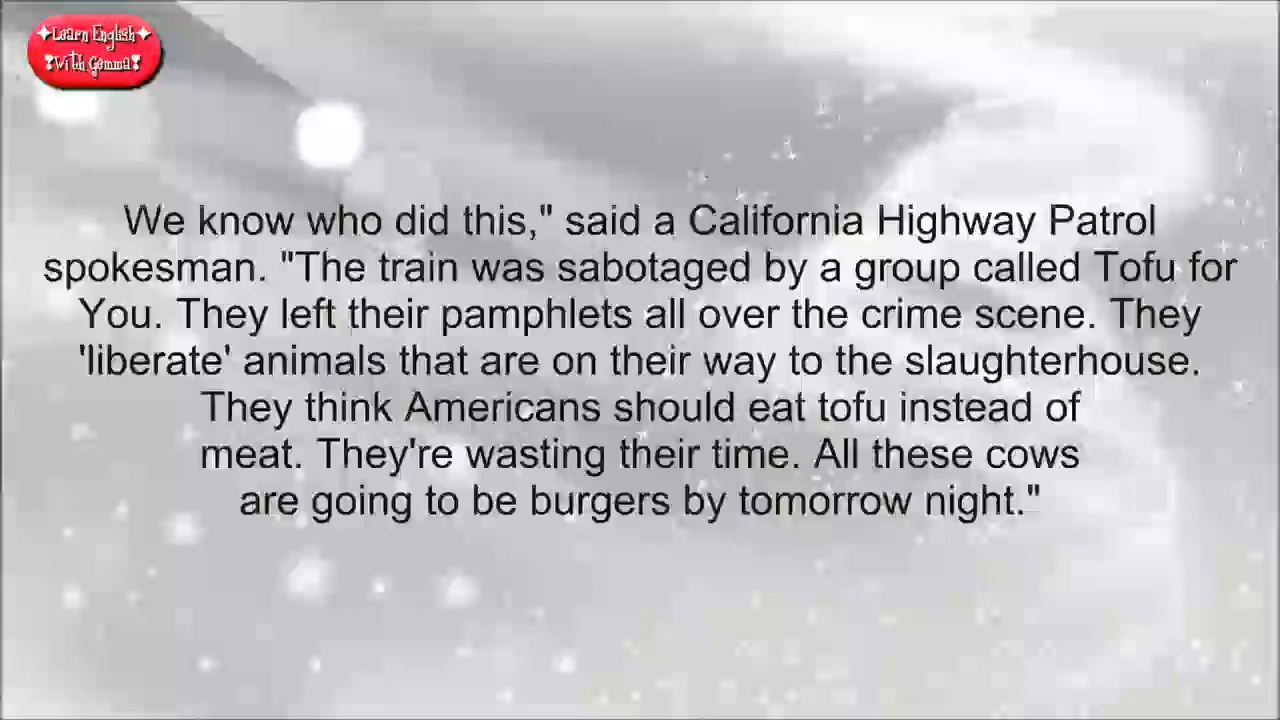 ✦Learn English✦
❣With Gemma❣
We know who did this," said a California Highway Patrol
spokesman. "The train was sabotaged by a group called Tofu for
You. They left their pamphlets all over the crime scene. They
'liberate' animals that are on their way to the slaughterhouse.
They think Americans should eat tofu instead of
meat. They're wasting their time. All these cows
are going to be burgers by tomorrow night."